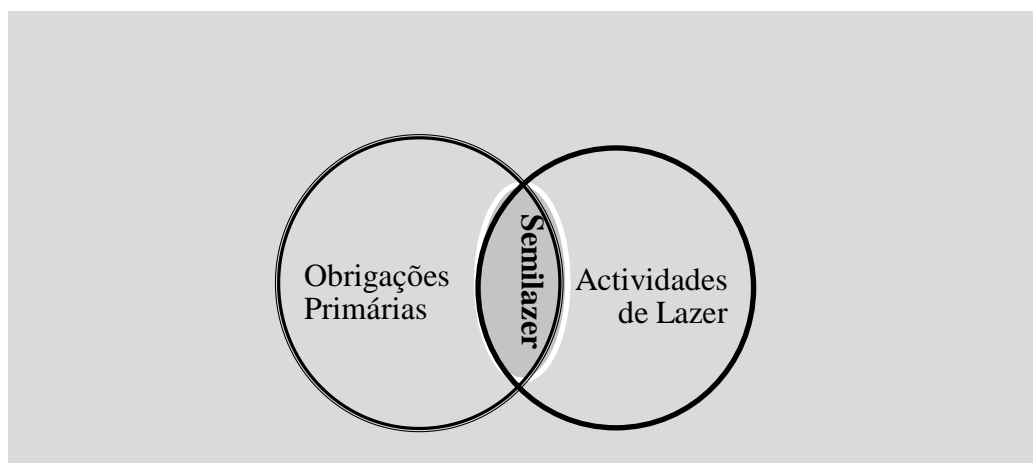 Obrigações
Primárias
Semilazer
Actividades
de Lazer